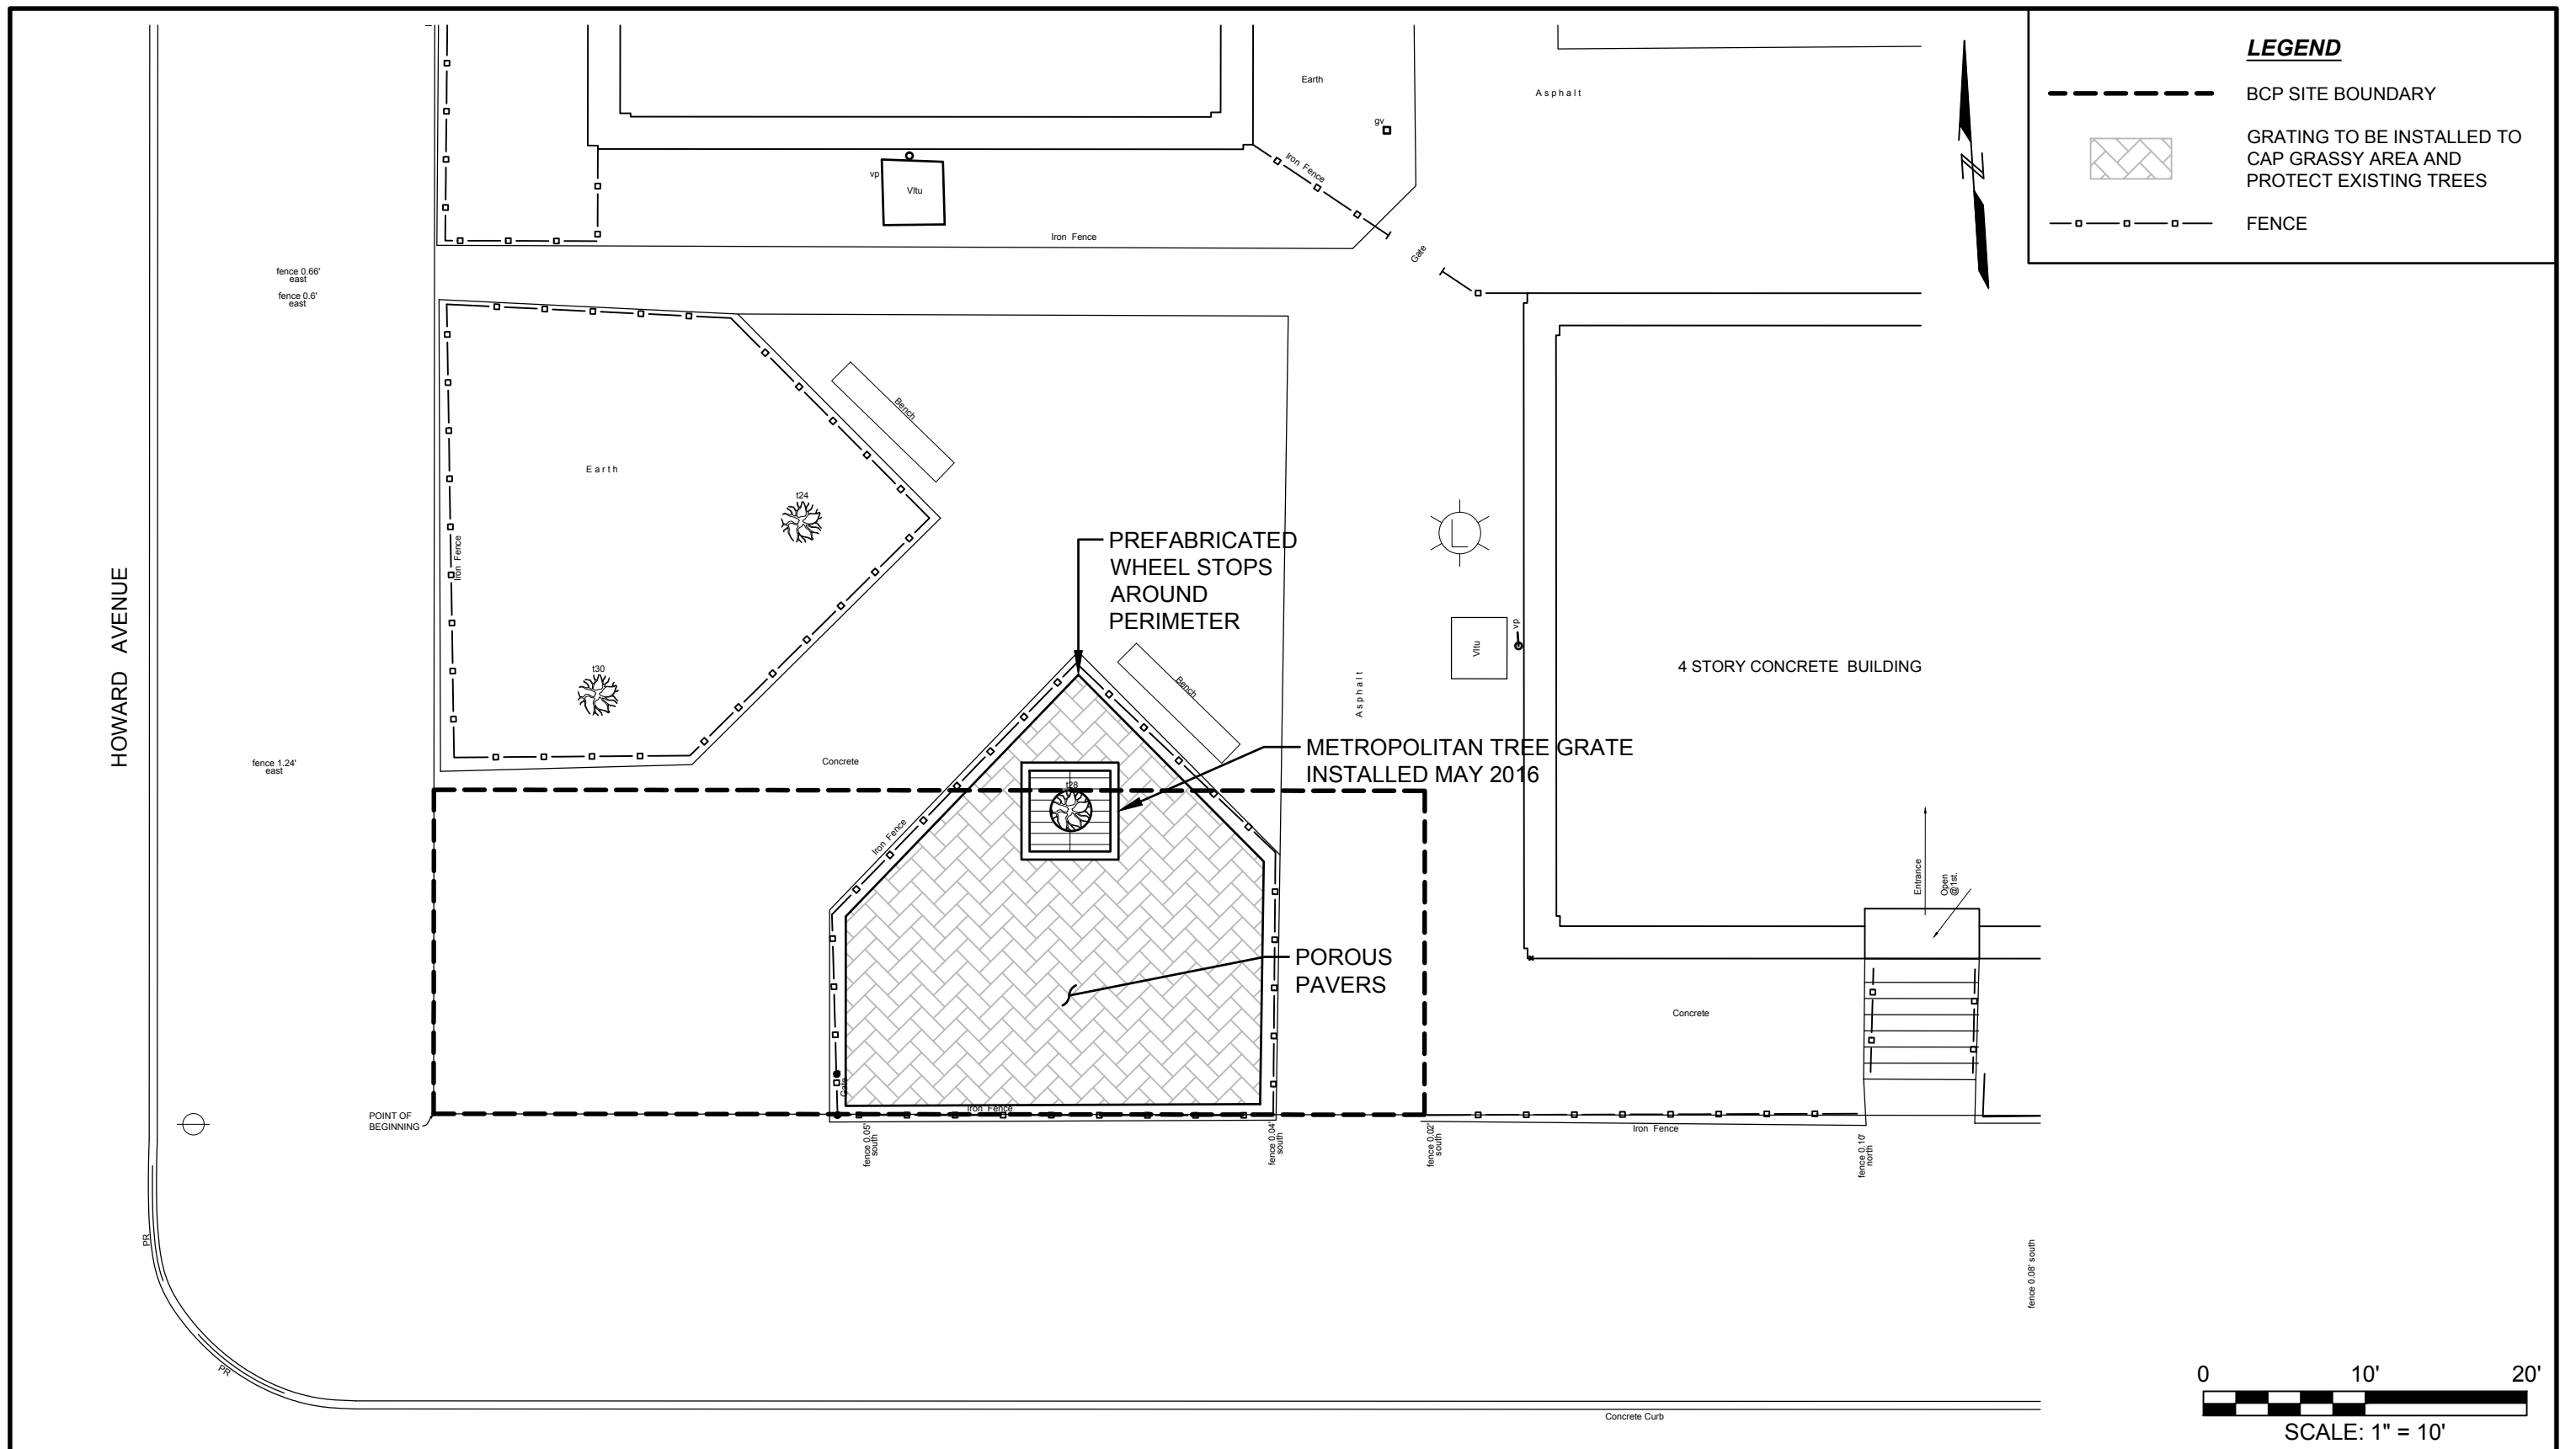 LEGEND
BCP SITE BOUNDARY
GRATING TO BE INSTALLED TO
CAP GRASSY AREA AND
PROTECT EXISTING TREES
FENCE
N
Earth
gv
Asphalt
Iron Fence
vp
Vltu
Iron Fence
Gate
fence 0.66'
east
fence 0.6'
east
Bench
Earth
t24
Iron Fence
t30
HOWARD AVENUE
fence 1.24'
east
Concrete
PREFABRICATED
WHEEL STOPS
AROUND
PERIMETER
Bench
Asphalt
L
Vltu
vp
4 STORY CONCRETE BUILDING
METROPOLITAN TREE GRATE
INSTALLED MAY 2016
t28
Iron Fence
Entrance
Open
@1st.
POROUS
PAVERS
Concrete
Gate
Iron Fence
POINT OF
BEGINNING
fence 0.05'
south
fence 0.04'
south
fence 0.02'
south
Iron Fence
fence 0.10'
north
fence 0.08' south
PR
PR
Concrete Curb
0 10' 20'
SCALE: 1" = 10'